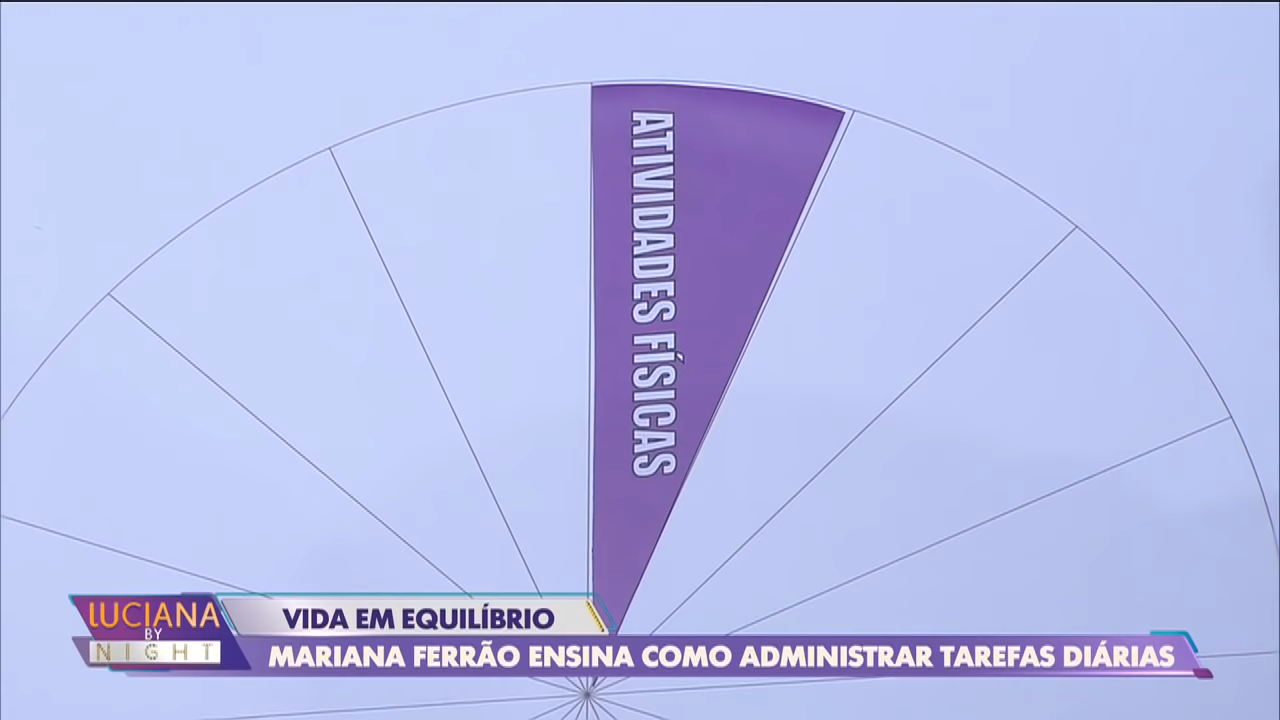 ATIVIDADES FÍSICAS
LUCIANA
BY
NIGHT
VIDA EM EQUILÍBRIO
MARIANA FERRÃO ENSINA COMO ADMINISTRAR TAREFAS DIÁRIAS